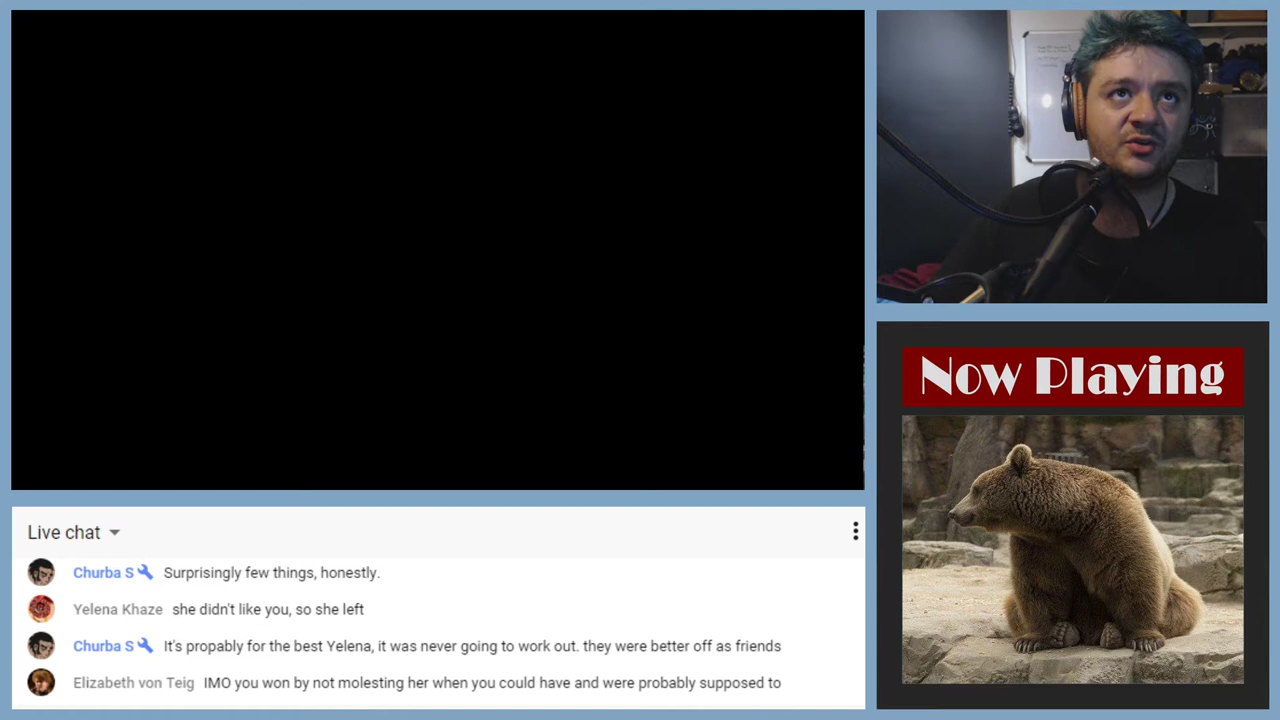 Now Playing
Live chat
Churba S Surprisingly few things, honestly.
Yelena Khaze she didn't like you, so she left
Churba S It's propably for the best Yelena, it was never going to work out. they were better off as friends
Elizabeth von Teig IMO you won by not molesting her when you could have and were probably supposed to